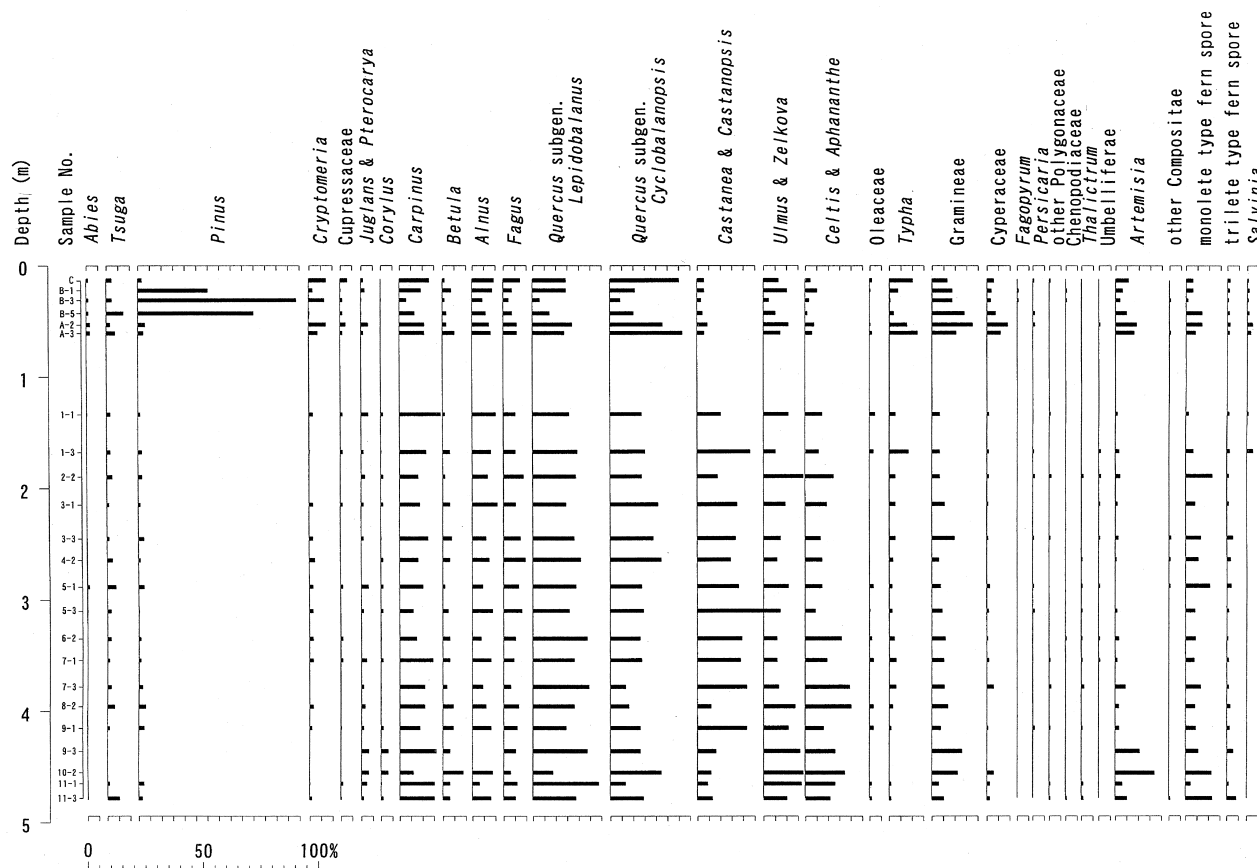 Depth (m)
Sample No.
Abies
Tsuga
Pinus
Cryptomeria
Cupressaceae
Juglans & Pterocarya
Corylus
Carpinus
Betula
Alnus
Fagus
Quercus subgen.
Lepidobalanus
Quercus subgen.
Cyclobalanopsis
Castanea & Castanopsis
Ulmus & Zelkova
Celtis & Aphananthe
Oleaceae
Typha
Gramineae
Cyperaceae
Fagopyrum
Persicaria
other Polygonaceae
Chenopodiaceae
Thalictrum
Umbelliferae
Artemisia
other Compositae
monolete type fern spore
trilete type fern spore
Salvinia
0
C
B-1
B-3
B-5
A-2
A-3
1
1-1
1-3
2-2
2
3-1
3-3
4-2
5-1
3
5-3
6-2
7-1
7-3
8-2
4
9-1
9-3
10-2
11-1
11-3
5
0 50 100%